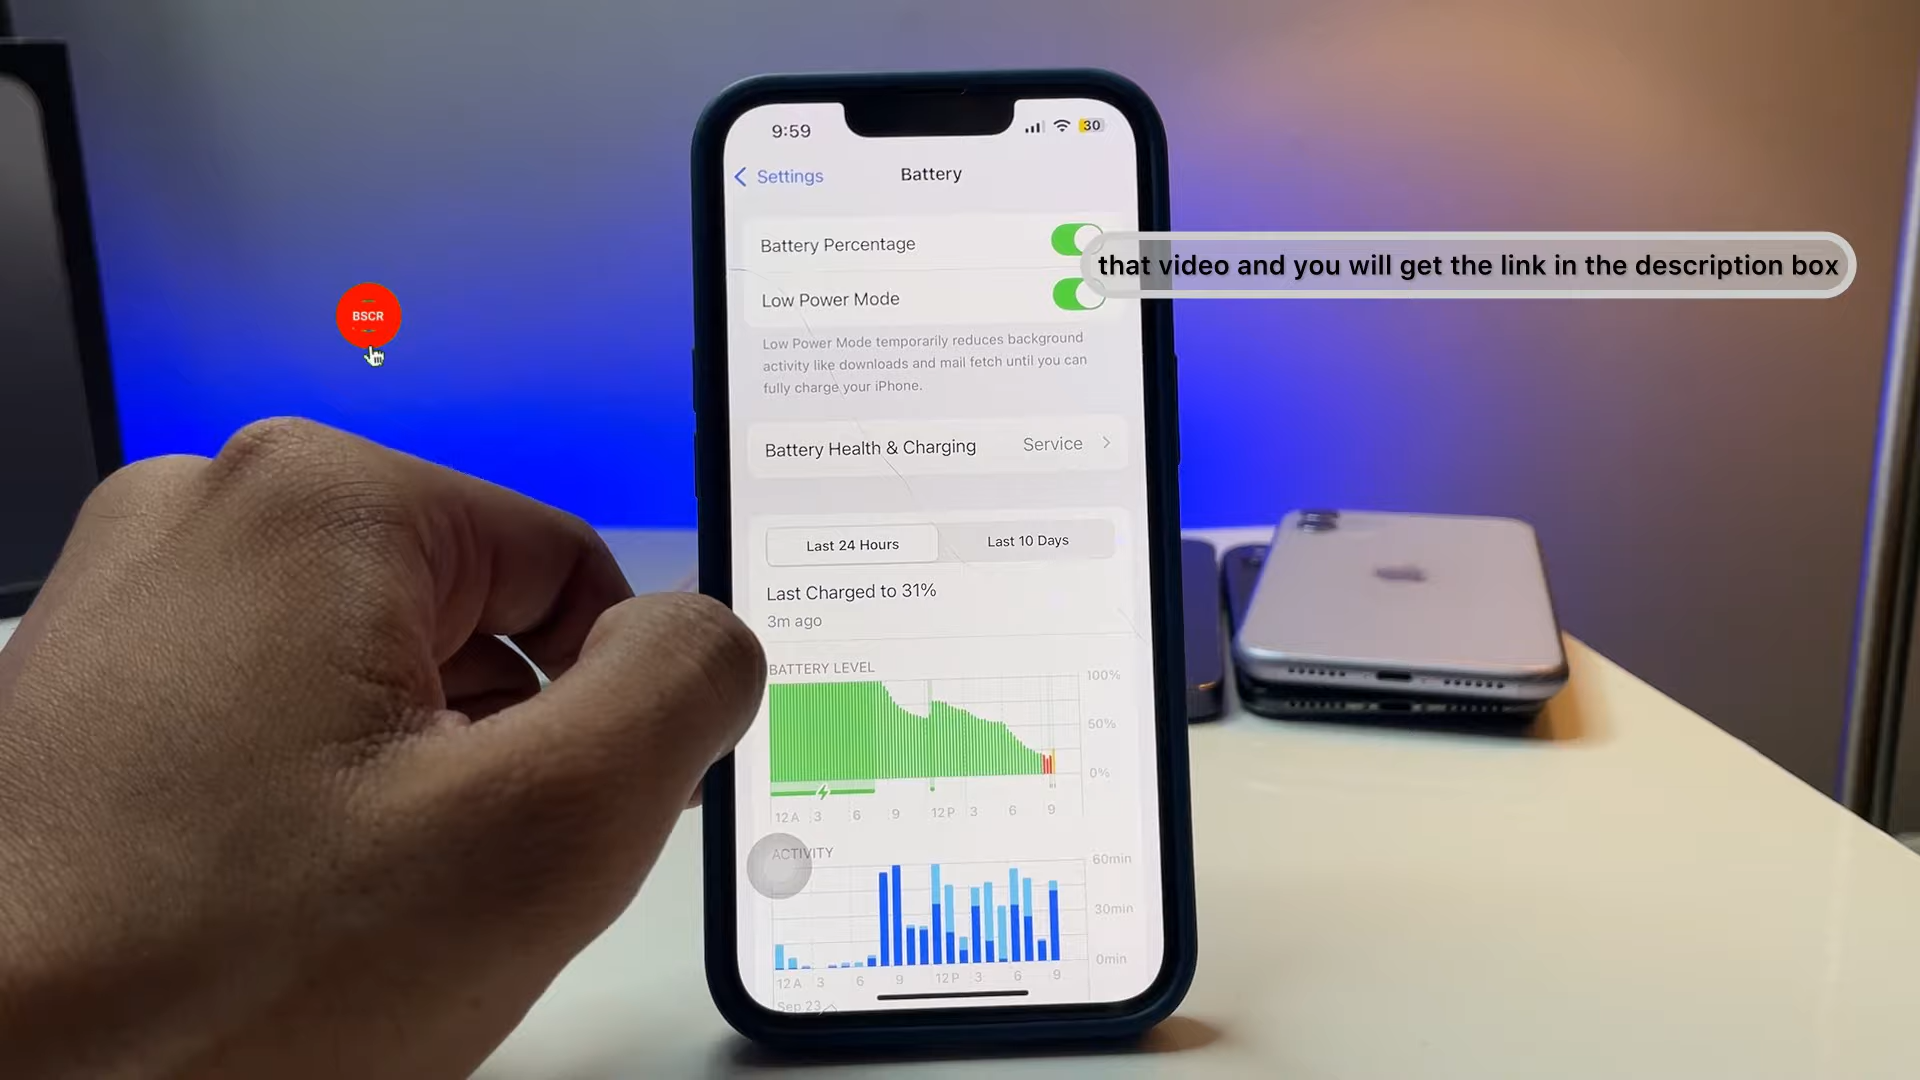 9:59
30
Settings
Battery
Battery Percentage
that video and you will get the link in the description box
BSCR
Low Power Mode
Low Power Mode temporarily reduces background
activity like downloads and mail fetch until you can
fully charge your iPhone.
Battery Health & Charging Service
Last 24 Hours Last 10 Days
Last Charged to 31%
3m ago
BATTERY LEVEL
100%
50%
0%
12 A 3 6 9 12 P 3 6 9
ACTIVITY
60min
30min
0min
12 A 3 6 9 12 P 3 6 9
Sep 23